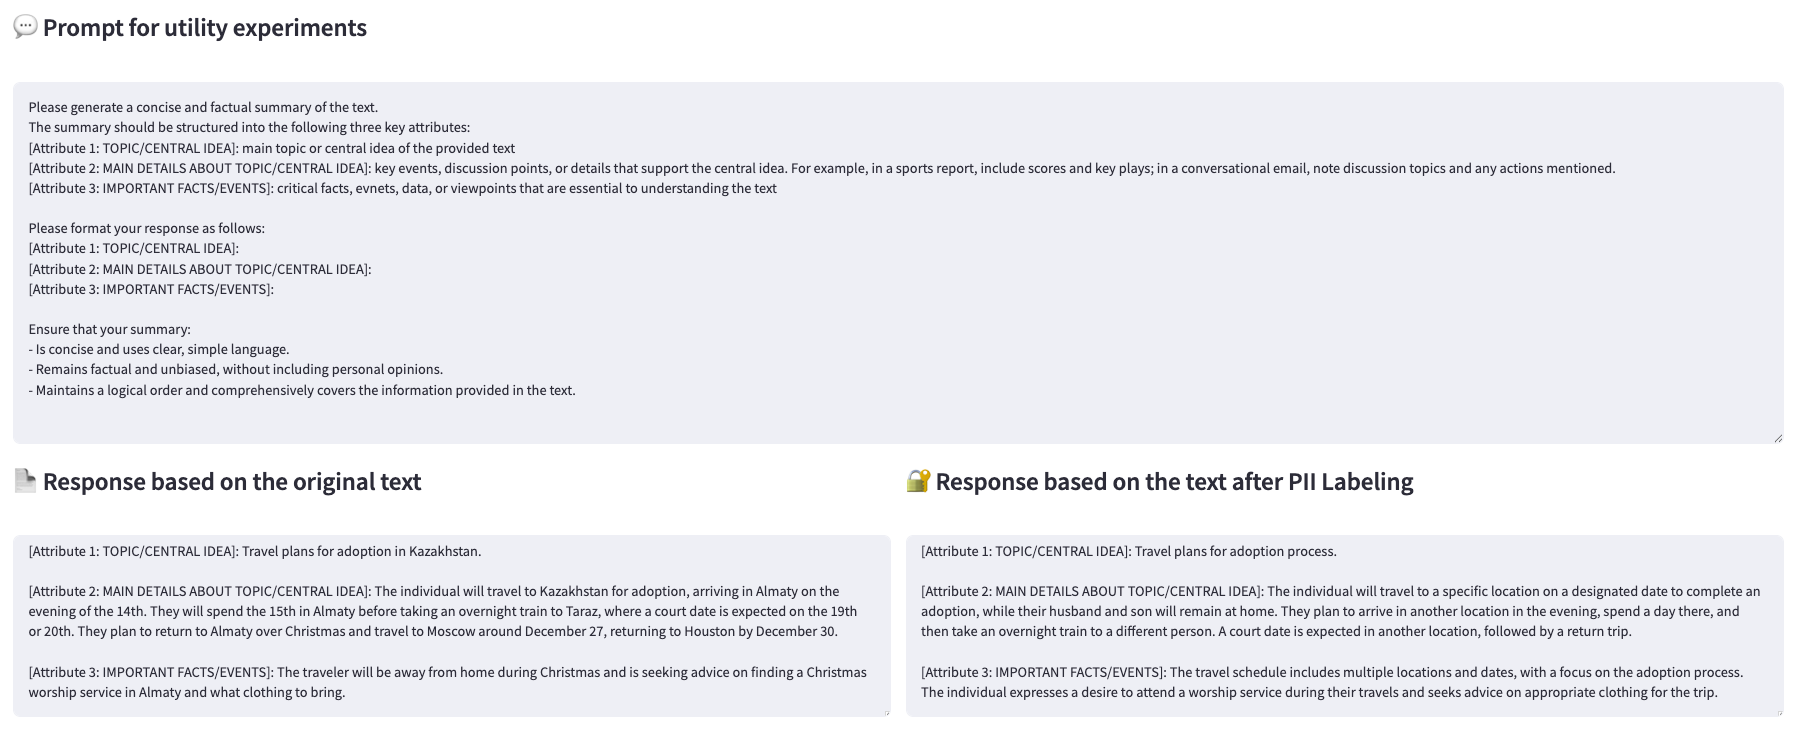 Prompt for utility experiments
Please generate a concise and factual summary of the text.
The summary should be structured into the following three key attributes:
[Attribute 1: TOPIC/CENTRAL IDEA]: main topic or central idea of the provided text
[Attribute 2: MAIN DETAILS ABOUT TOPIC/CENTRAL IDEA]: key events, discussion points, or details that support the central idea. For example, in a sports report, include scores and key plays; in a conversational email, note discussion topics and any actions mentioned.
[Attribute 3: IMPORTANT FACTS/EVENTS]: critical facts, evnets, data, or viewpoints that are essential to understanding the text
Please format your response as follows:
[Attribute 1: TOPIC/CENTRAL IDEA]:
[Attribute 2: MAIN DETAILS ABOUT TOPIC/CENTRAL IDEA]:
[Attribute 3: IMPORTANT FACTS/EVENTS]:
Ensure that your summary:
- Is concise and uses clear, simple language.
- Remains factual and unbiased, without including personal opinions.
- Maintains a logical order and comprehensively covers the information provided in the text.
Response based on the original text
[Attribute 1: TOPIC/CENTRAL IDEA]: Travel plans for adoption in Kazakhstan.
[Attribute 2: MAIN DETAILS ABOUT TOPIC/CENTRAL IDEA]: The individual will travel to Kazakhstan for adoption, arriving in Almaty on the
evening of the 14th. They will spend the 15th in Almaty before taking an overnight train to Taraz, where a court date is expected on the 19th
or 20th. They plan to return to Almaty over Christmas and travel to Moscow around December 27, returning to Houston by December 30.
[Attribute 3: IMPORTANT FACTS/EVENTS]: The traveler will be away from home during Christmas and is seeking advice on finding a Christmas
worship service in Almaty and what clothing to bring.
Response based on the text after PII Labeling
[Attribute 1: TOPIC/CENTRAL IDEA]: Travel plans for adoption process.
[Attribute 2: MAIN DETAILS ABOUT TOPIC/CENTRAL IDEA]: The individual will travel to a specific location on a designated date to complete an
adoption, while their husband and son will remain at home. They plan to arrive in another location in the evening, spend a day there, and
then take an overnight train to a different person. A court date is expected in another location, followed by a return trip.
[Attribute 3: IMPORTANT FACTS/EVENTS]: The travel schedule includes multiple locations and dates, with a focus on the adoption process.
The individual expresses a desire to attend a worship service during their travels and seeks advice on appropriate clothing for the trip.